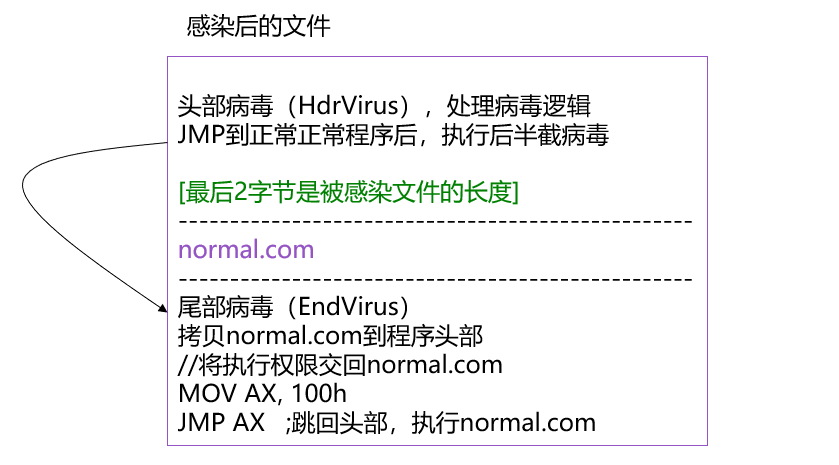 感染后的文件
头部病毒（HdrVirus），处理病毒逻辑
JMP到正常正常程序后，执行后半截病毒
[最后2字节是被感染文件的长度]
--------------------------------------------------
normal.com
--------------------------------------------------
尾部病毒（EndVirus）
拷贝normal.com到程序头部
//将执行权限交回normal.com
MOV AX, 100h
JMP AX   ;跳回头部，执行normal.com